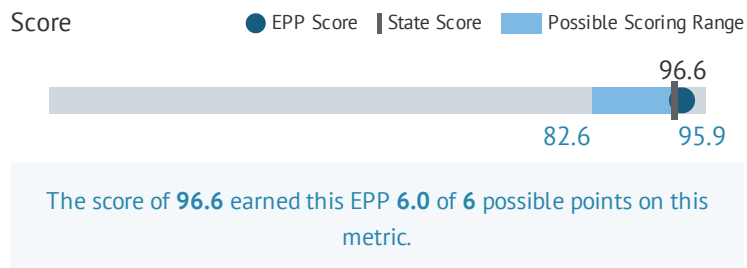 Score EPP Score State Score Possible Scoring Range
96.6
82.6 95.9
The score of 96.6 earned this EPP 6.0 of 6 possible points on this
metric.